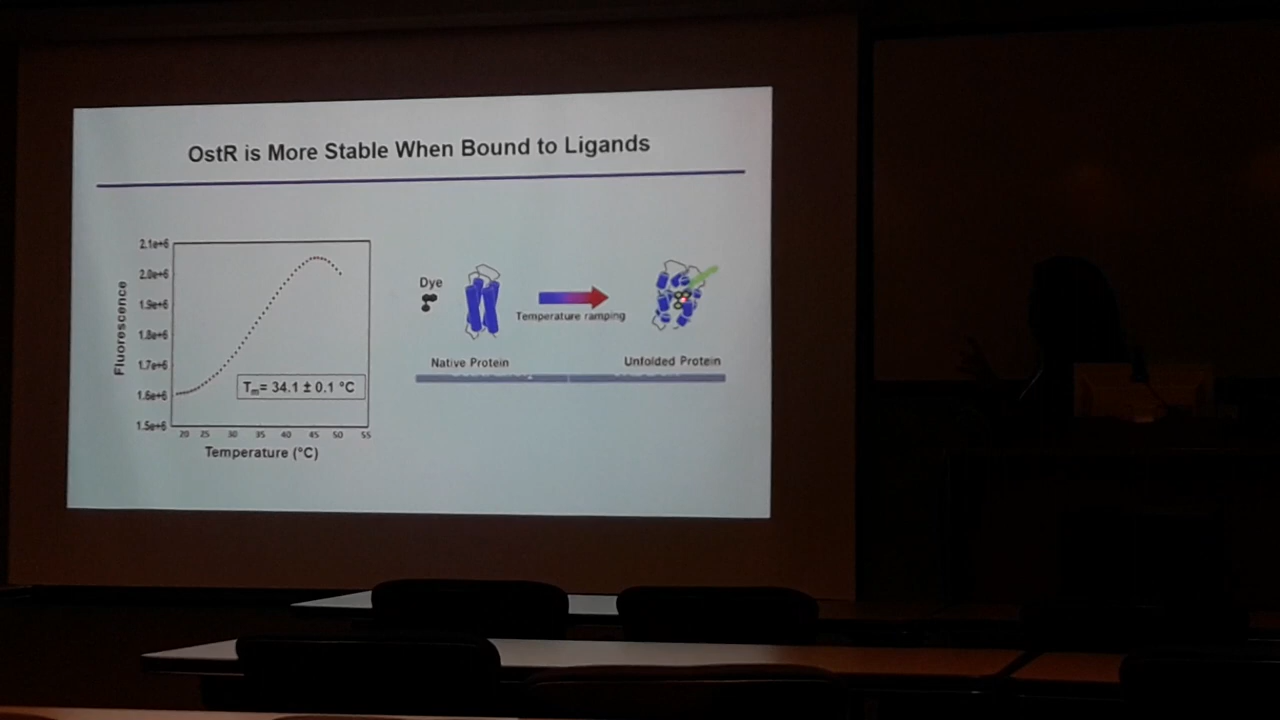 OstR is More Stable When Bound to Ligands
Fluorescence
2.1e+6
2.0e+6
1.9e+6
1.8e+6
1.7e+6
1.6e+6
1.5e+6
20 25 30 35 40 45 50 55
Temperature (°C)
Tm= 34.1 ± 0.1 °C
Dye
Temperature ramping
Native Protein
Unfolded Protein